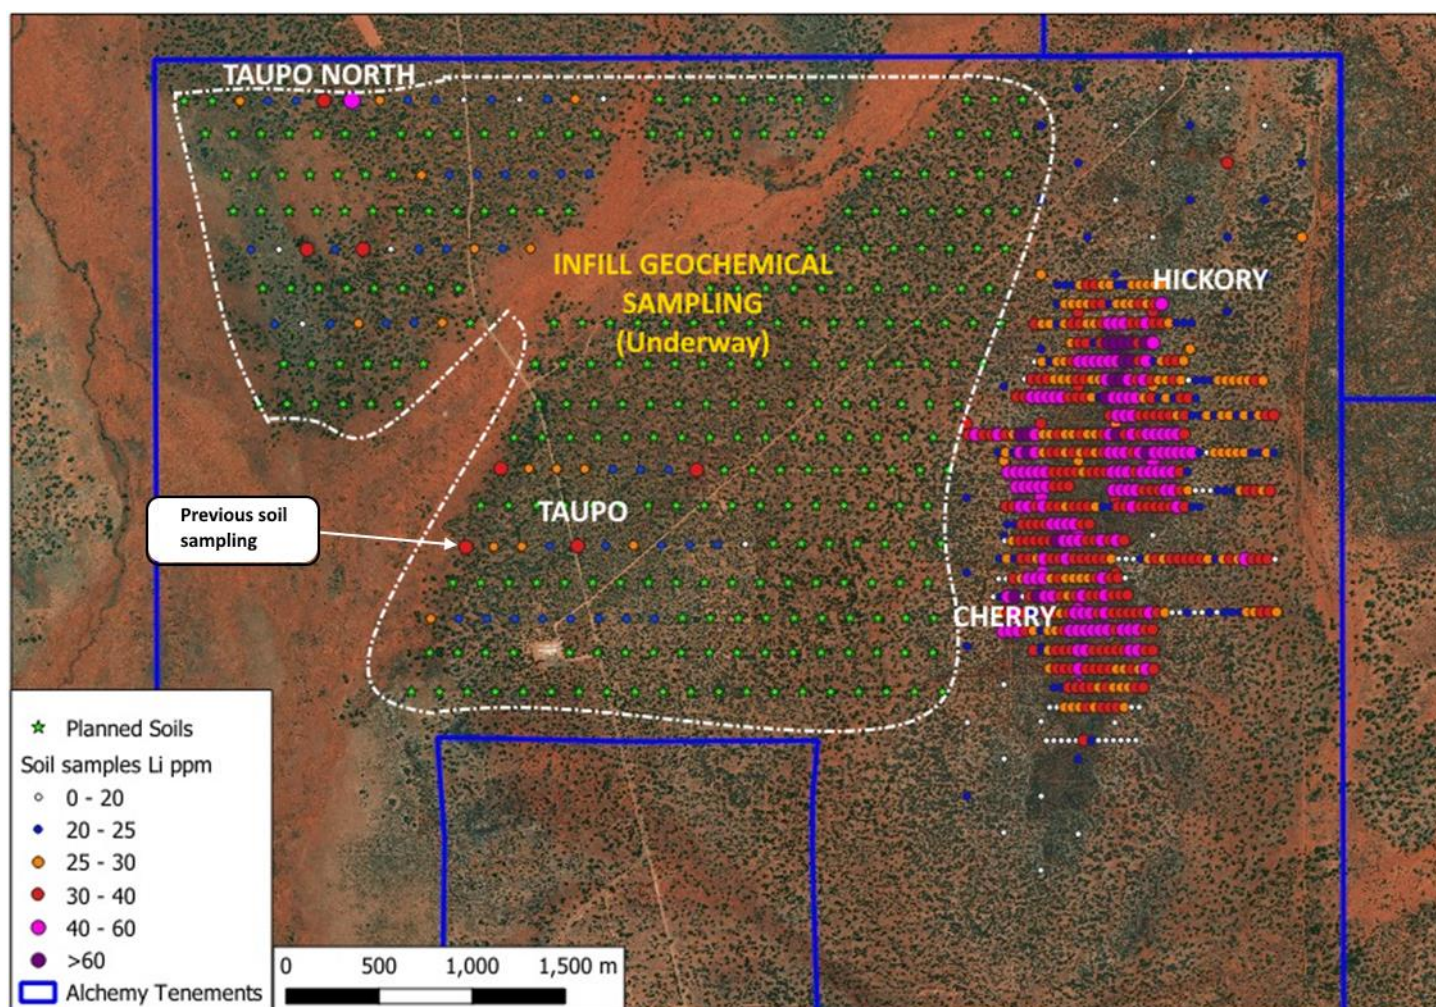 TAUPO NORTH
INFILL GEOCHEMICAL
SAMPLING
(Underway)
HICKORY
Previous soil
sampling
TAUPO
CHERRY
Planned Soils
Soil samples Li ppm
0 - 20
20 - 25
25 - 30
30 - 40
40 - 60
>60
Alchemy Tenements
0 500 1,000 1,500 m